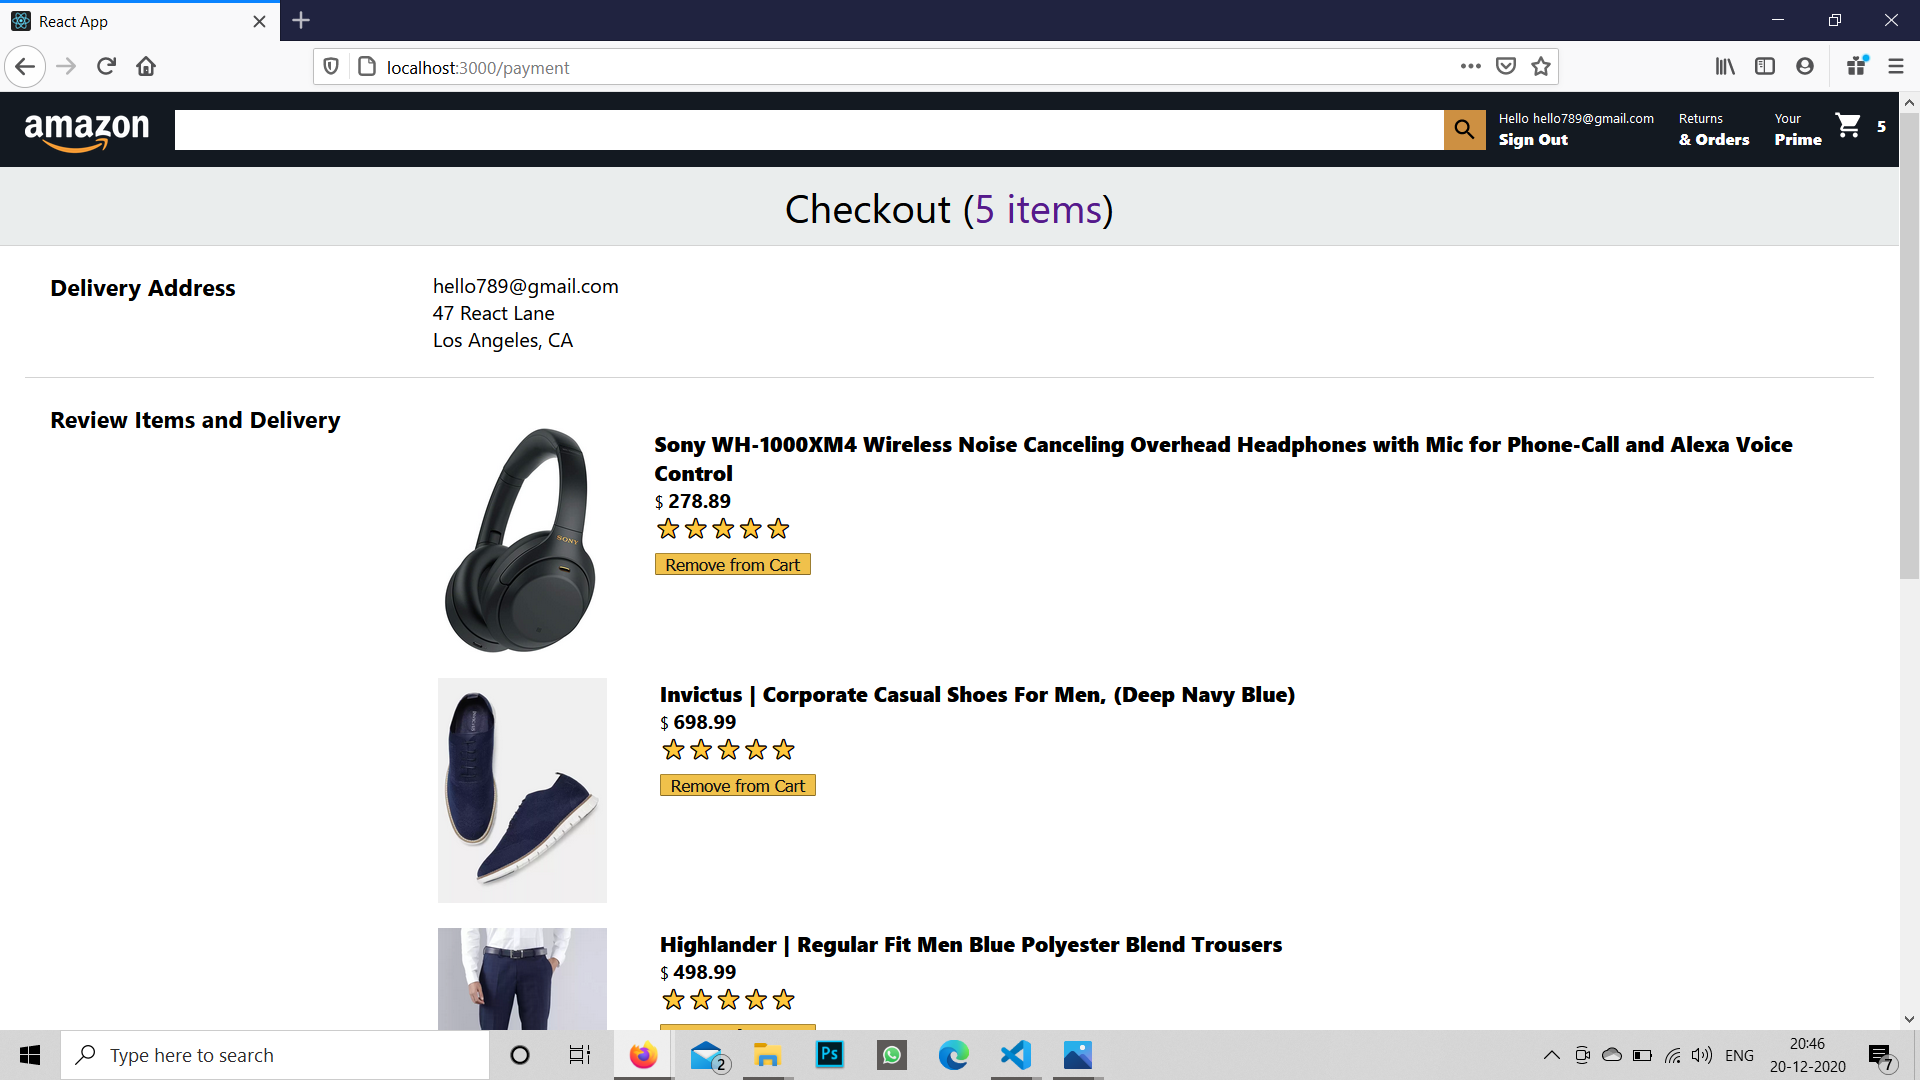 React App
localhost:3000/payment
amazon
Hello hello789@gmail.com
Sign Out
Returns
& Orders
Your
Prime
5
Checkout (5 items)
Delivery Address
hello789@gmail.com
47 React Lane
Los Angeles, CA
Review Items and Delivery
SONY
Sony WH-1000XM4 Wireless Noise Canceling Overhead Headphones with Mic for Phone-Call and Alexa Voice
Control
$ 278.89
Remove from Cart
Invictus | Corporate Casual Shoes For Men, (Deep Navy Blue)
$ 698.99
Remove from Cart
Highlander | Regular Fit Men Blue Polyester Blend Trousers
$ 498.99
Type here to search
2
Ps
ENG
20:46
20-12-2020
7